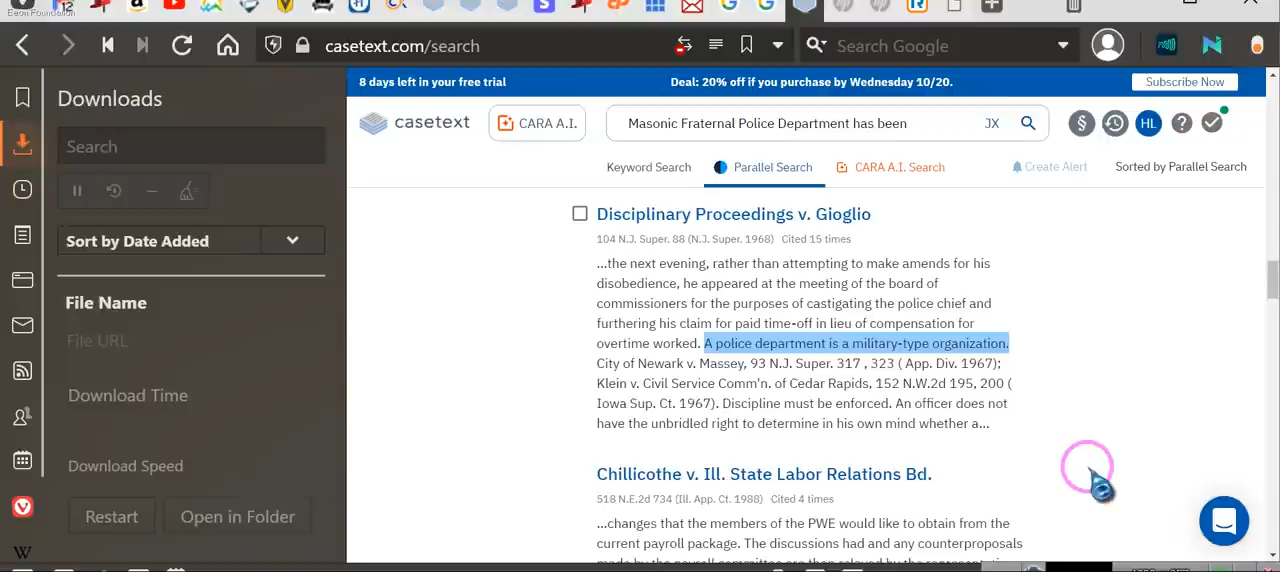 Eeon Foundation
12
casetext.com/search
Search Google
Downloads
Search
Sort by Date Added
File Name
File URL
Download Time
Download Speed
Restart
Open in Folder
W
8 days left in your free trial
Deal: 20% off if you purchase by Wednesday 10/20.
Subscribe Now
casetext
CARA A.I.
Masonic Fraternal Police Department has been
JX
§
HL
?
Keyword Search
Parallel Search
CARA A.I. Search
Create Alert
Sorted by Parallel Search
Disciplinary Proceedings v. Gioglio
104 N.J. Super. 88 (N.J. Super. 1968) Cited 15 times
...the next evening, rather than attempting to make amends for his
disobedience, he appeared at the meeting of the board of
commissioners for the purposes of castigating the police chief and
furthering his claim for paid time-off in lieu of compensation for
overtime worked. A police department is a military-type organization.
City of Newark v. Massey, 93 N.J. Super. 317 , 323 ( App. Div. 1967);
Klein v. Civil Service Comm'n. of Cedar Rapids, 152 N.W.2d 195, 200 (
Iowa Sup. Ct. 1967). Discipline must be enforced. An officer does not
have the unbridled right to determine in his own mind whether a...
Chillicothe v. Ill. State Labor Relations Bd.
518 N.E.2d 734 (Ill. App. Ct. 1988) Cited 4 times
...changes that the members of the PWE would like to obtain from the
current payroll package. The discussions had and any counterproposals